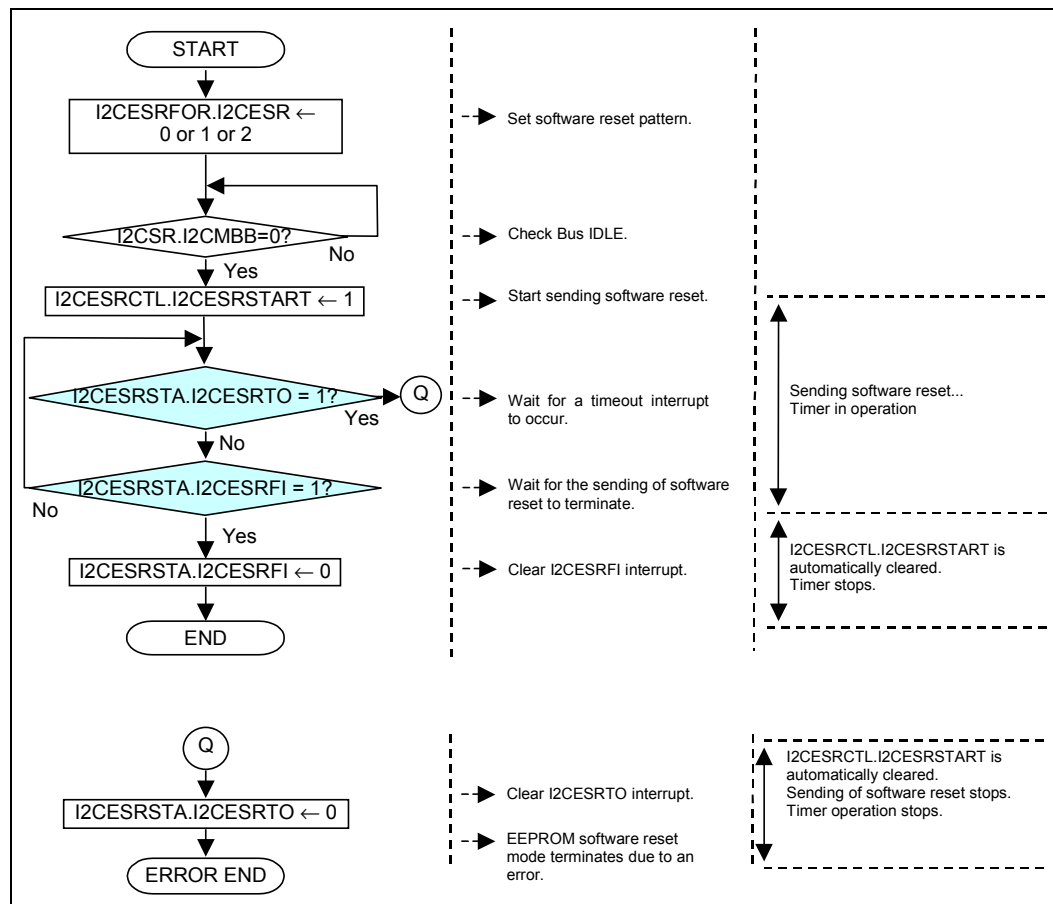 START
I2CESRFOR.I2CESR ←
0 or 1 or 2
Set software reset pattern.
I2CSR.I2CMBB=0?
No
Yes
Check Bus IDLE.
I2CESRCTL.I2CESRSTART ← 1
Start sending software reset.
I2CESRSTA.I2CESRTO = 1?
Yes
Q
No
Wait for a timeout interrupt
to occur.
Sending software reset...
Timer in operation
I2CESRSTA.I2CESRFI = 1?
No
Yes
Wait for the sending of software
reset to terminate.
I2CESRSTA.I2CESRFI ← 0
Clear I2CESRFI interrupt.
I2CESRCTL.I2CESRSTART is
automatically cleared.
Timer stops.
END
Q
I2CESRSTA.I2CESRTO ← 0
Clear I2CESRTO interrupt.
I2CESRCTL.I2CESRSTART is
automatically cleared.
Sending of software reset stops.
Timer operation stops.
ERROR END
EEPROM software reset
mode terminates due to an
error.